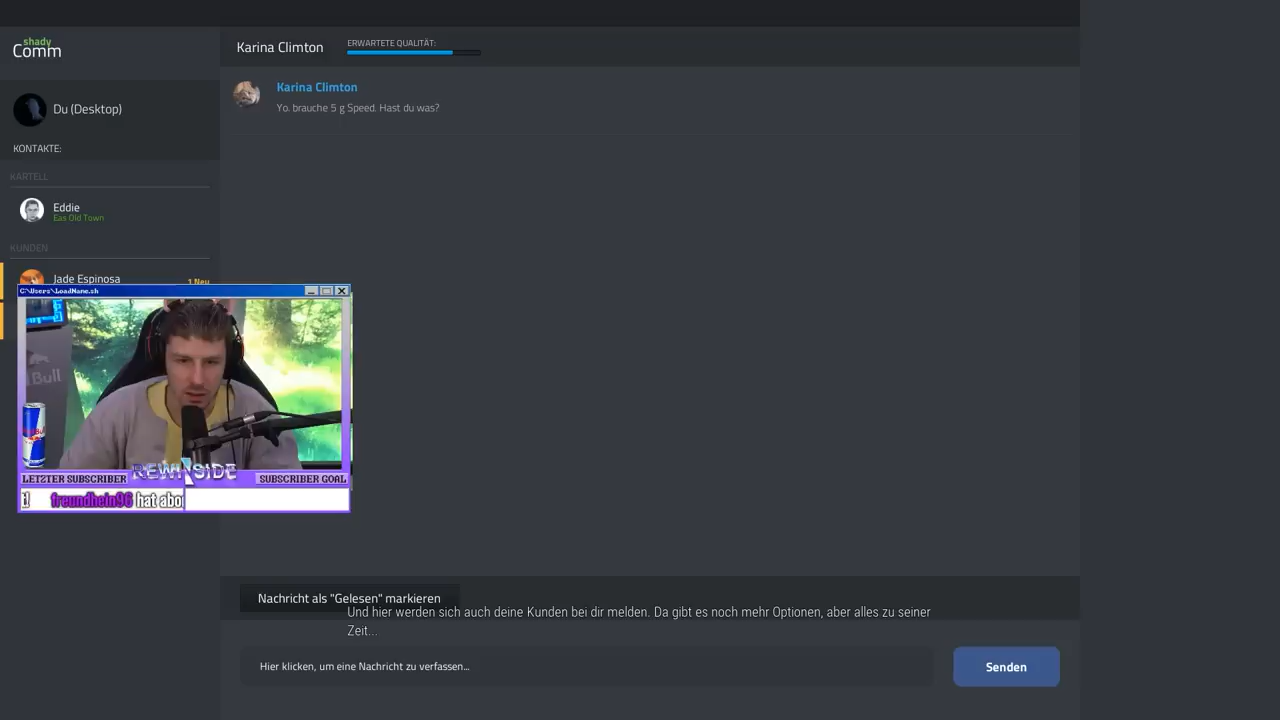 shady
Comm
Du (Desktop)
KONTAKTE:
KARTELL
Eddie
Eas Old Town
KUNDEN
Jade Espinosa
1 Neu
Karina Climton
ERWARTETE QUALITÄT:
Karina Climton
Yo. brauche 5 g Speed. Hast du was?
C:\Users\LoadName.sh
Red Bull
REWINSIDE
LETZTER SUBSCRIBER
SUBSCRIBER GOAL
freundhein96 hat abo
Nachricht als "Gelesen" markieren
Und hier werden sich auch deine Kunden bei dir melden. Da gibt es noch mehr Optionen, aber alles zu seiner
Zeit...
Hier klicken, um eine Nachricht zu verfassen...
Senden